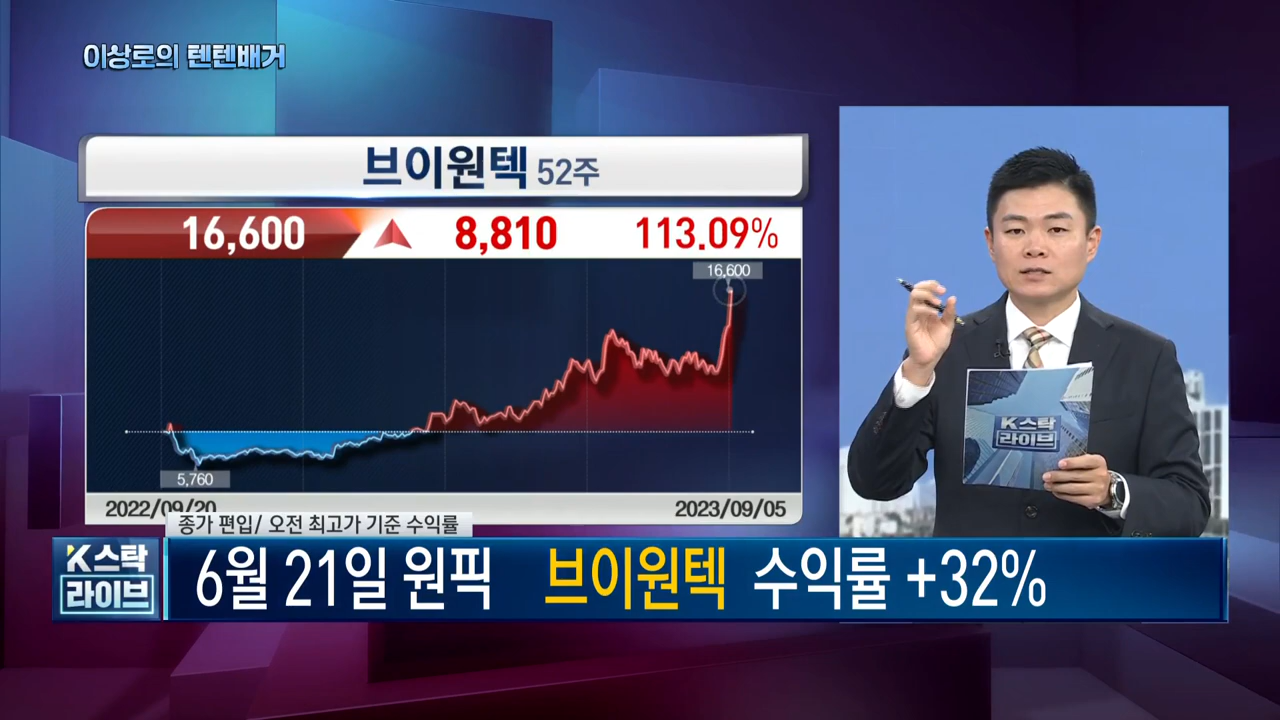 이상로의 텐텐배거
브이원텍 52주
16,600 ▲ 8,810 113.09%
16,600
5,760
2022/09/20 2023/09/05
종가 편입/ 오전 최고가 기준 수익률
K스탁
라이브
6월 21일 원픽 브이원텍 수익률 +32%
K스탁
라이브